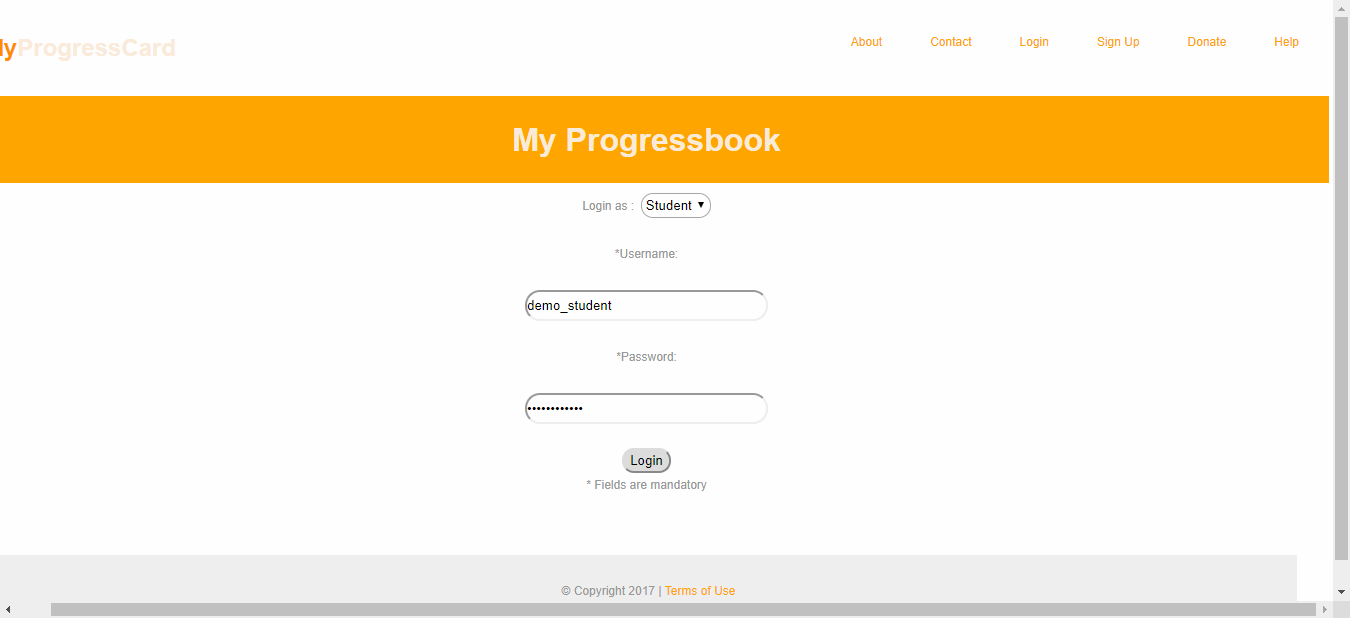 yProgressCard
About Contact Login Sign Up Donate Help
My Progressbook
Login as : Student
*Username:
demo_student
*Password:
••••••••••••
Login
* Fields are mandatory
© Copyright 2017 | Terms of Use